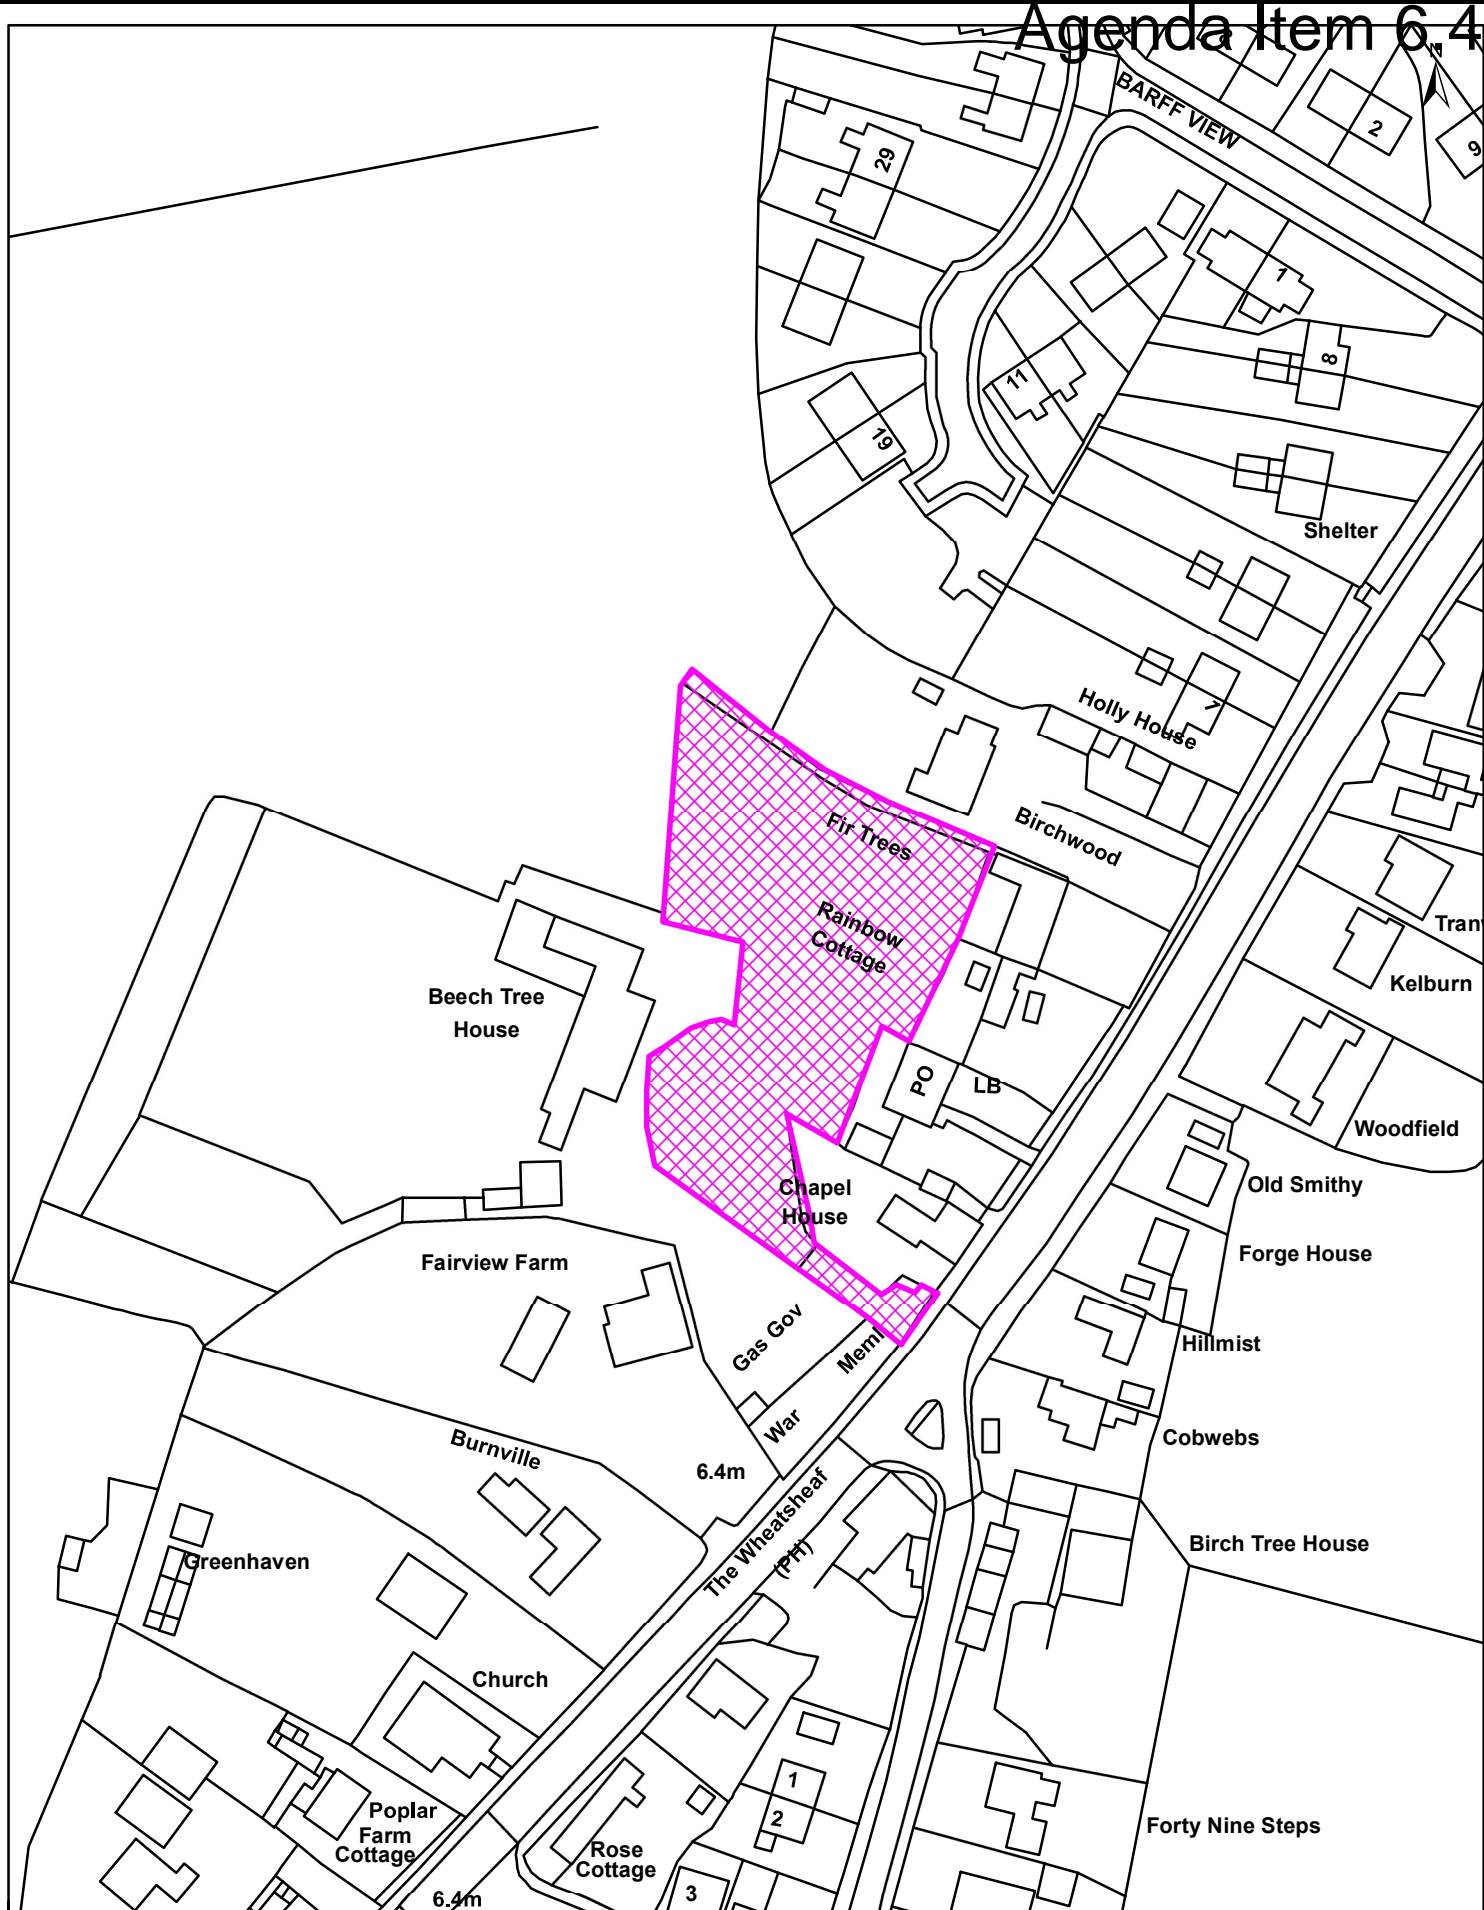 Agenda Item 6.4
N
BARFF VIEW
2
9
29
1
8
11
19
Shelter
Holly House
7
Fir Trees
Birchwood
Rainbow
Cottage
Kelburn
Beech Tree
House
PO
LB
Woodfield
Old Smithy
Chapel
House
Forge House
Fairview Farm
Gas Gov
War Meml
Hillmist
Cobwebs
Burnville
6.4m
The Wheatsheaf
(PH)
Birch Tree House
Greenhaven
Church
1
2
Poplar
Farm
Cottage
Rose
Cottage
Forty Nine Steps
3
6.4m